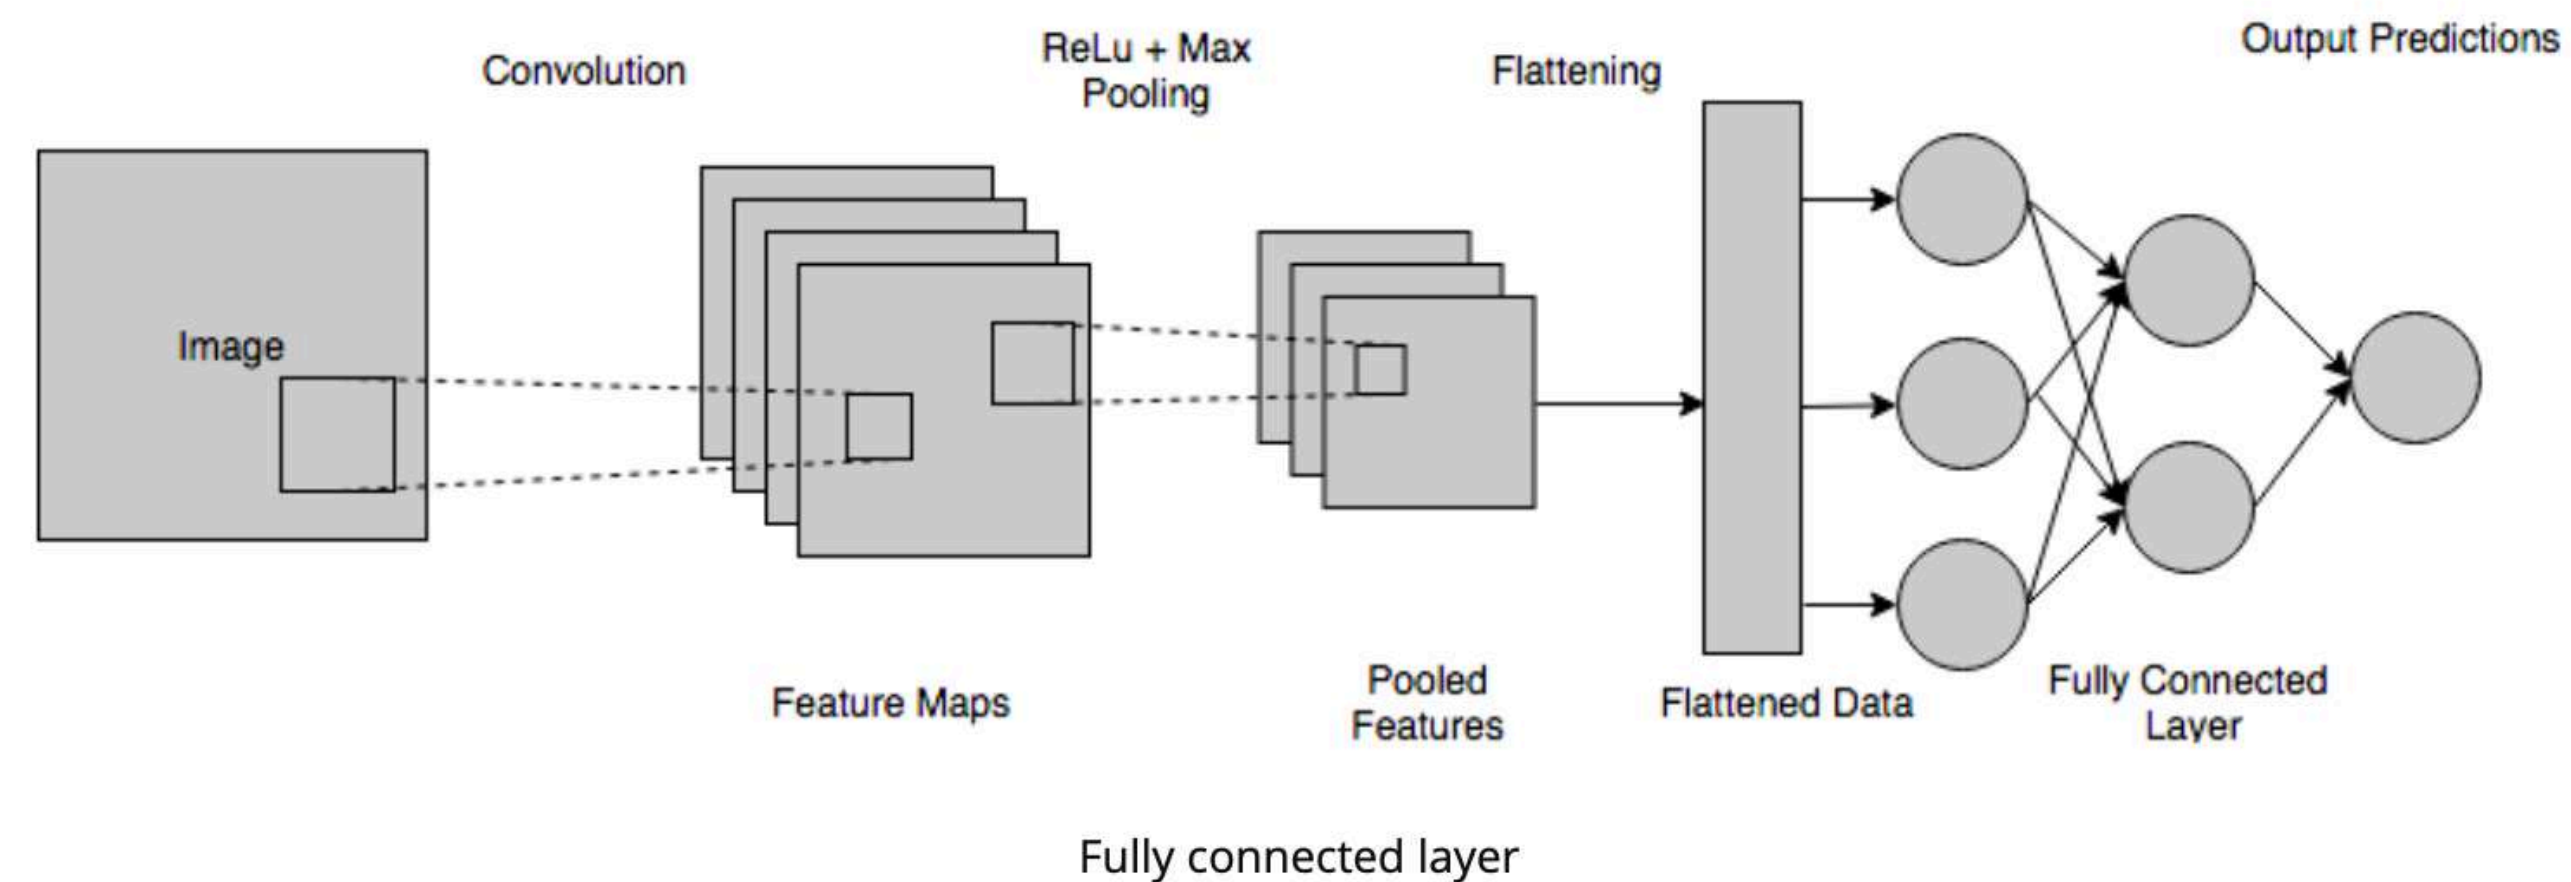 Convolution
ReLu + Max
Pooling
Flattening
Output Predictions
Image
Feature Maps
Pooled
Features
Flattened Data
Fully Connected
Layer
Fully connected layer